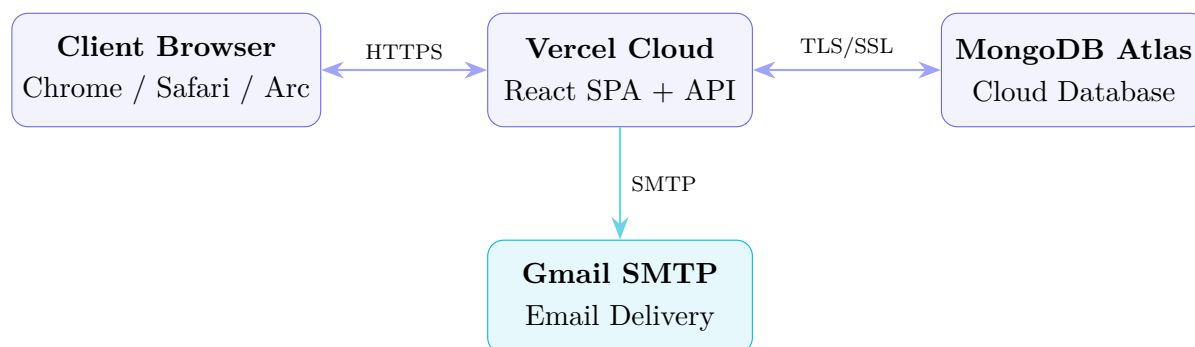 Client Browser
Chrome / Safari / Arc
HTTPS
Vercel Cloud
React SPA + API
TLS/SSL
MongoDB Atlas
Cloud Database
SMTP
Gmail SMTP
Email Delivery